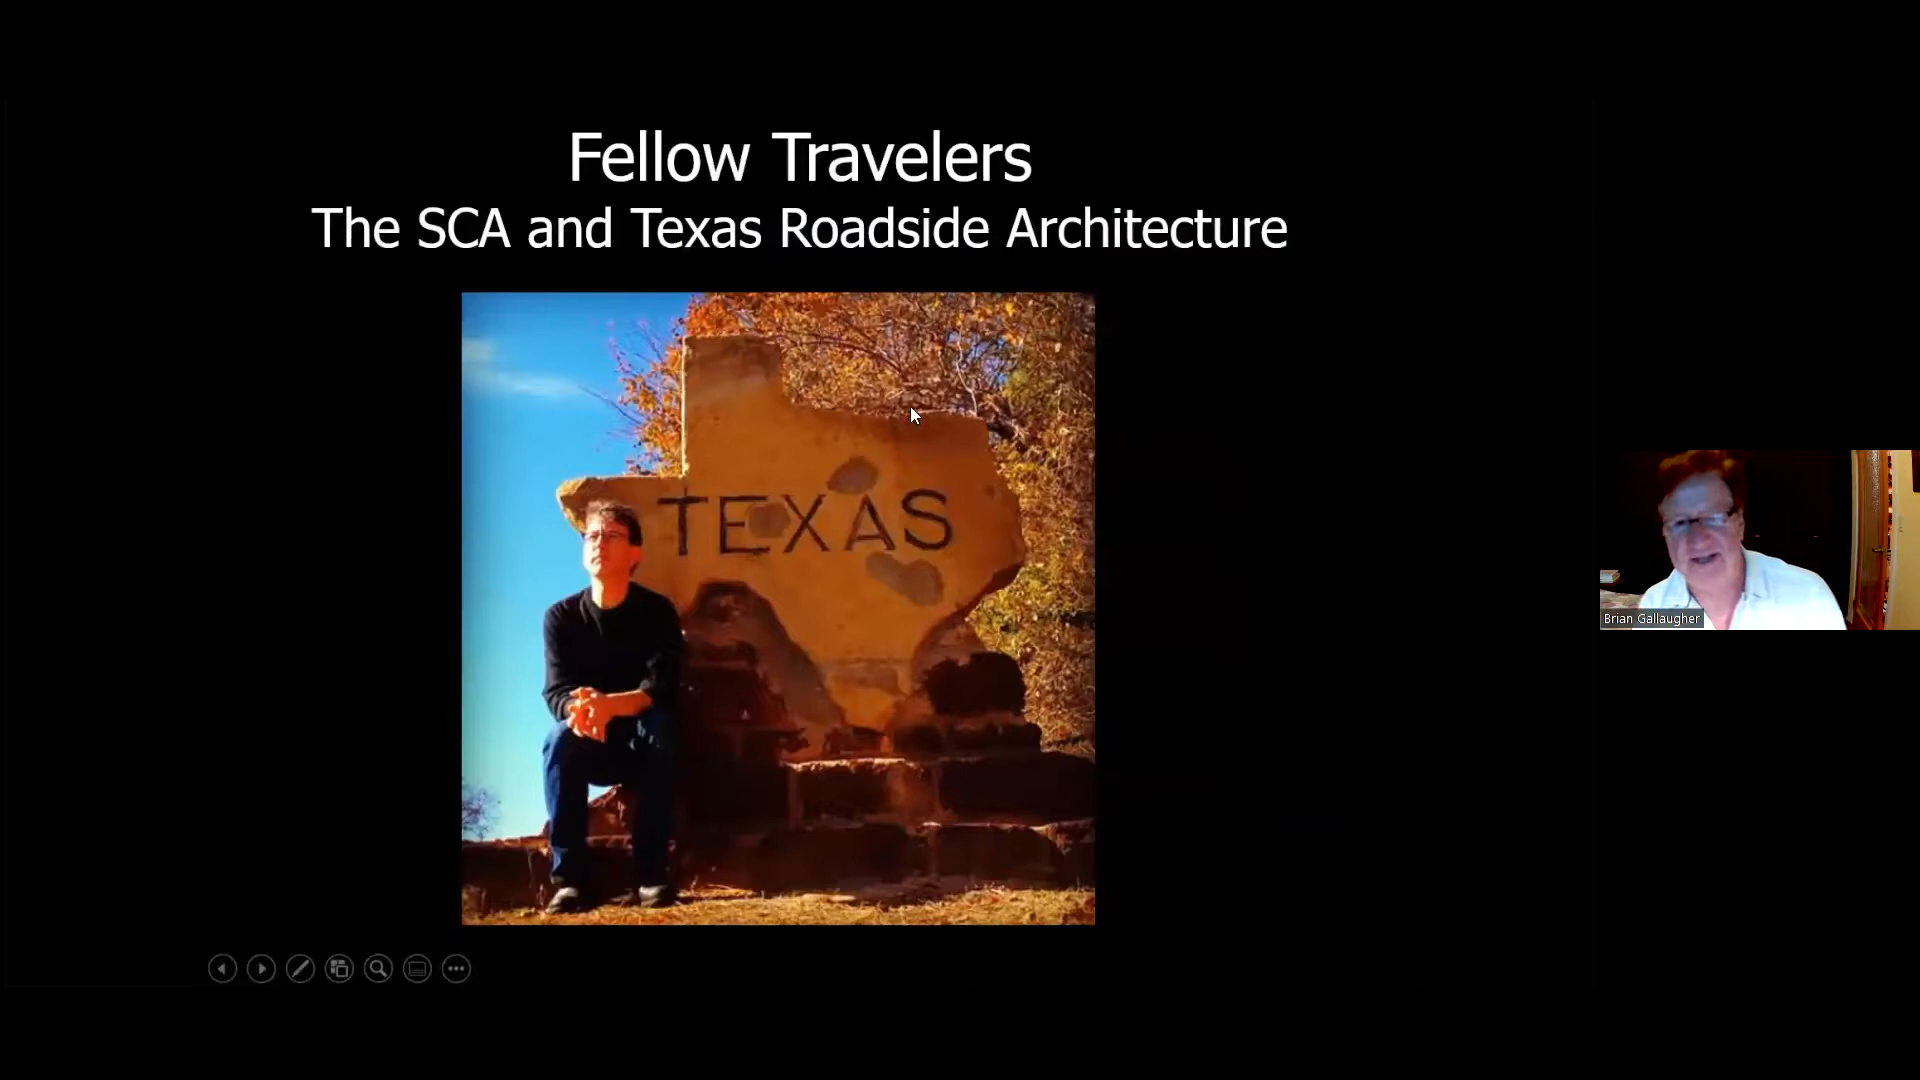 Fellow Travelers
The SCA and Texas Roadside Architecture
TEXAS
Brian Gallaugher